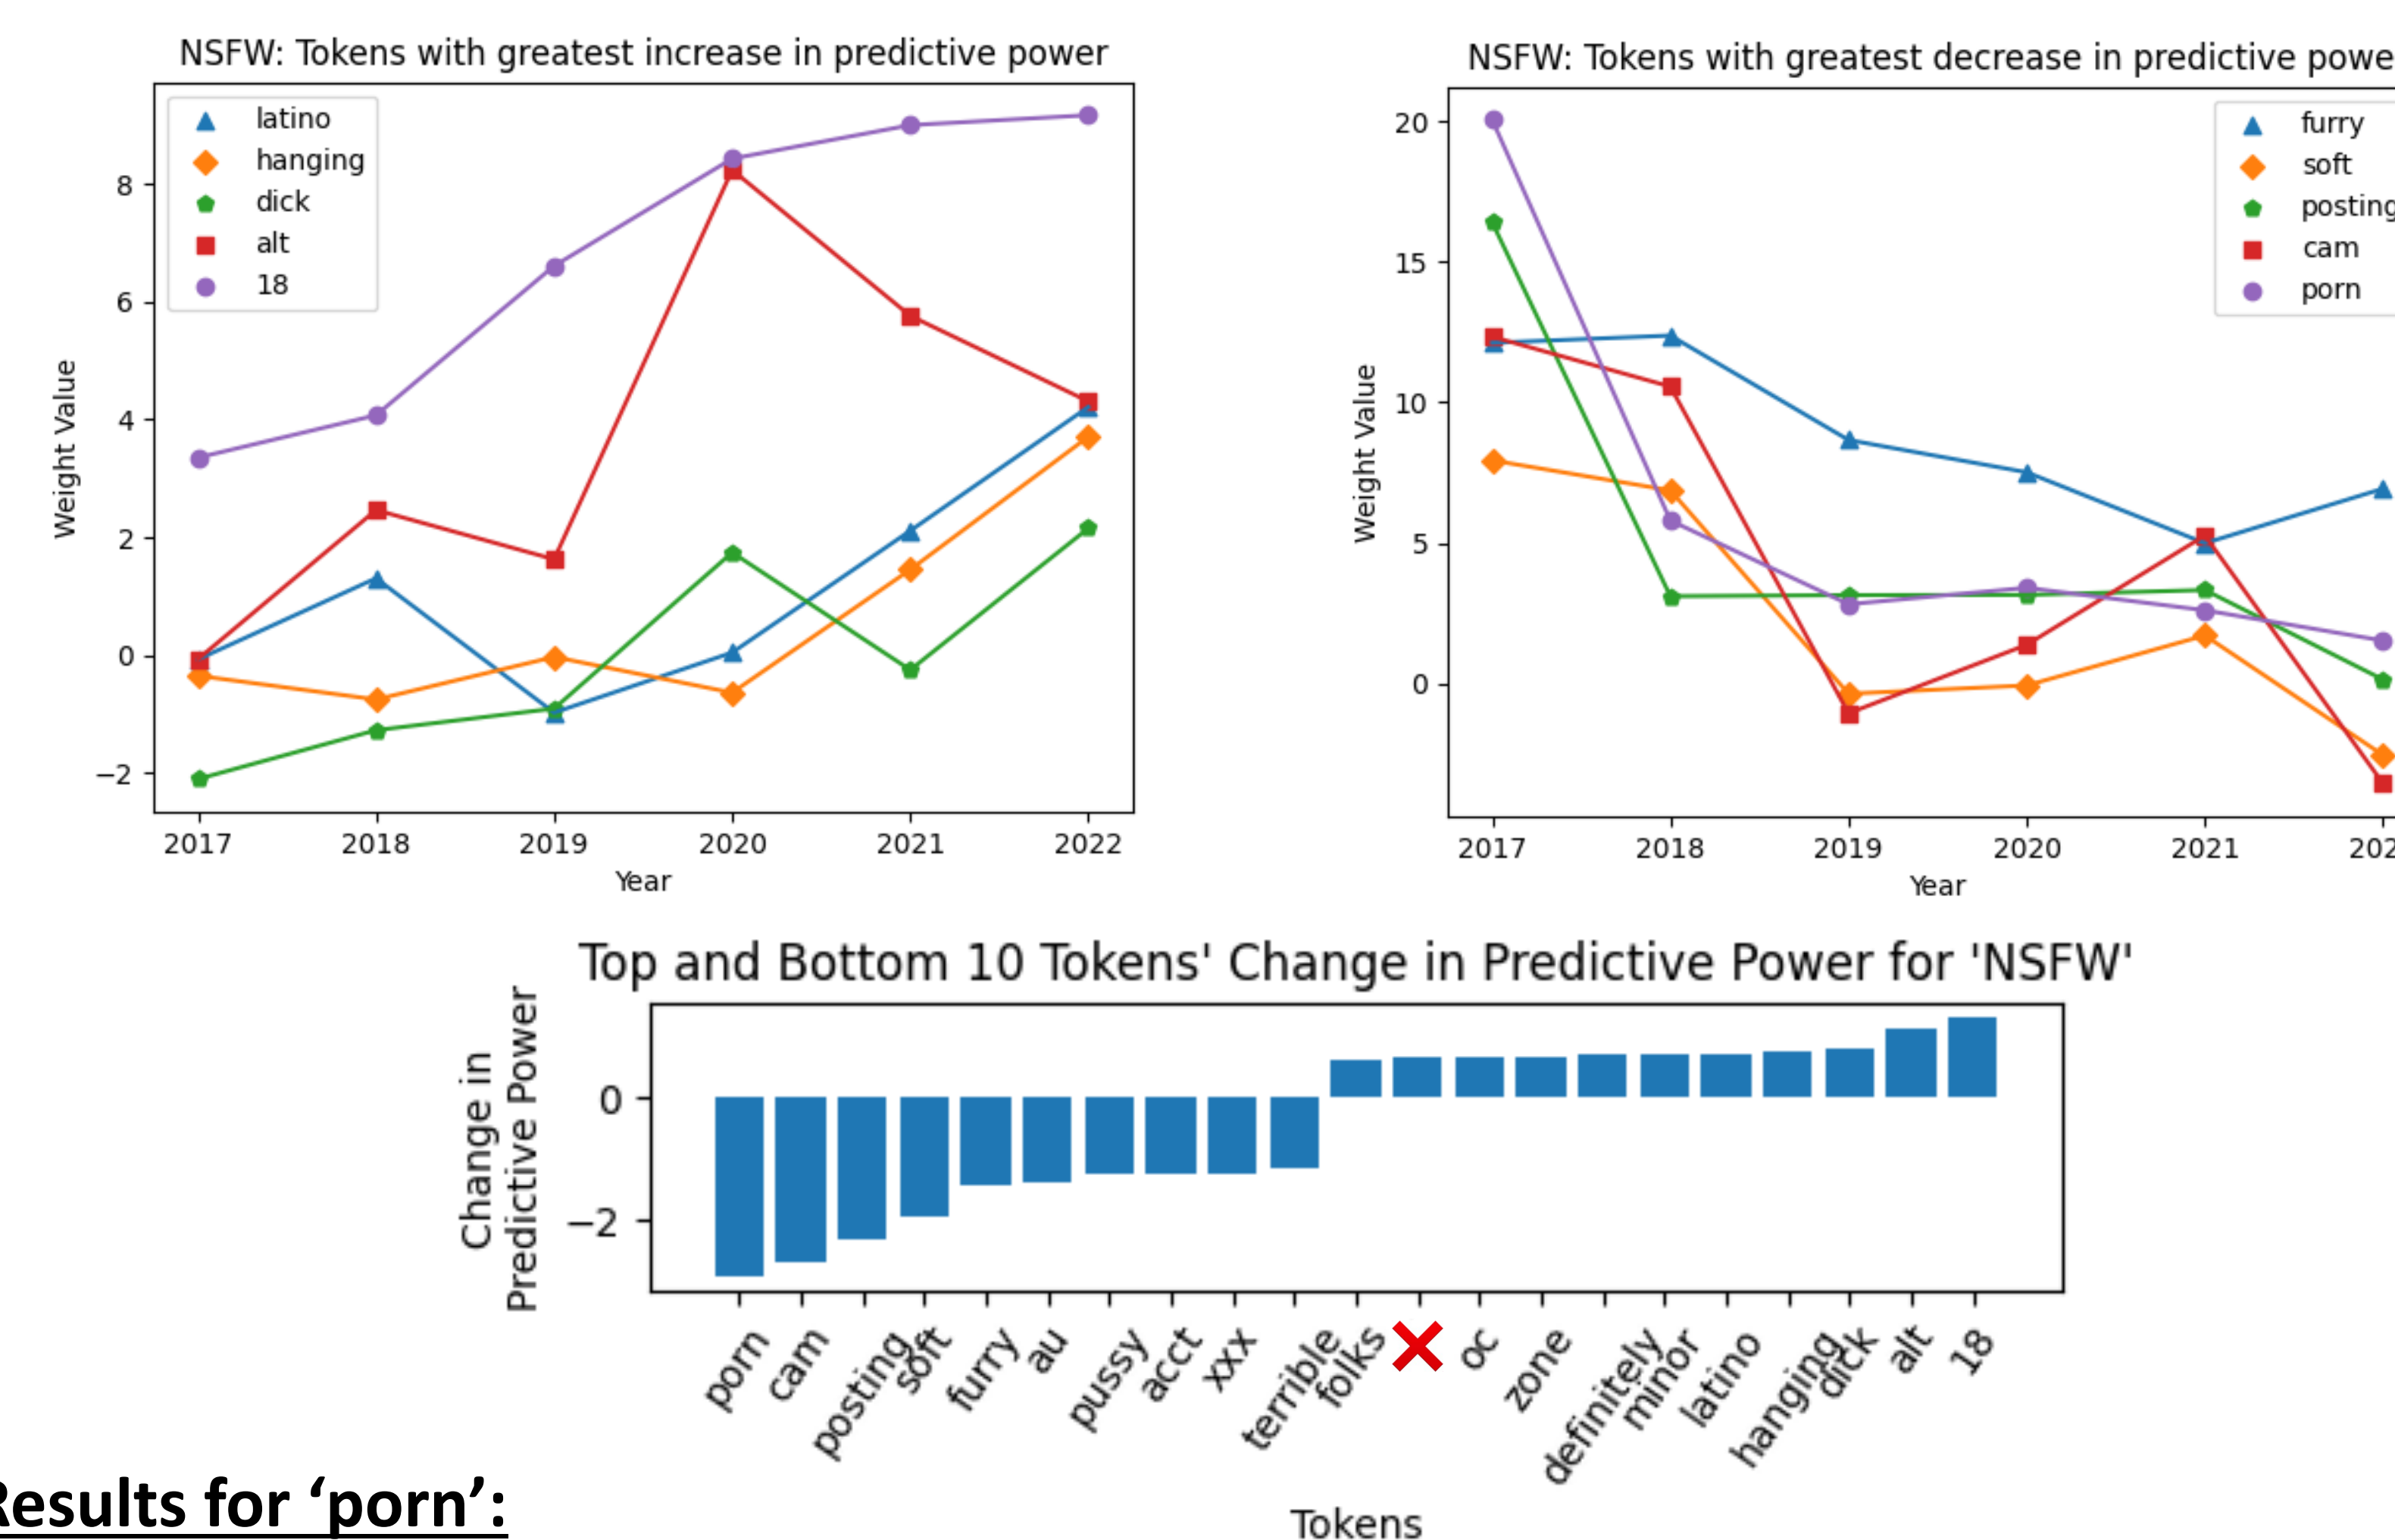 NSFW: Tokens with greatest increase in predictive power
latino
hanging
dick
alt
18
8
6
4
2
0
−2
Weight Value
2017 2018 2019 2020 2021 2022
Year
NSFW: Tokens with greatest decrease in predictive powe
furry
soft
posting
cam
porn
20
15
10
5
0
Weight Value
2017 2018 2019 2020 2021 202
Year
Top and Bottom 10 Tokens' Change in Predictive Power for 'NSFW'
Change in
Predictive Power
0
−2
porn cam posting soft furry au pussy acct xxx terrible folks oc zone definitely minor latino hanging dick alt 18
Tokens
Results for ‘porn’: